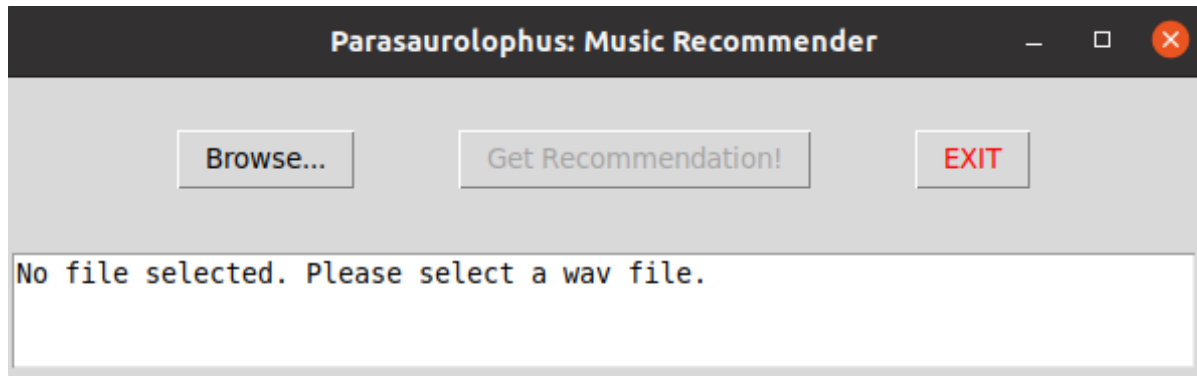 Parasaurolophus: Music Recommender
Browse... Get Recommendation! EXIT
No file selected. Please select a wav file.